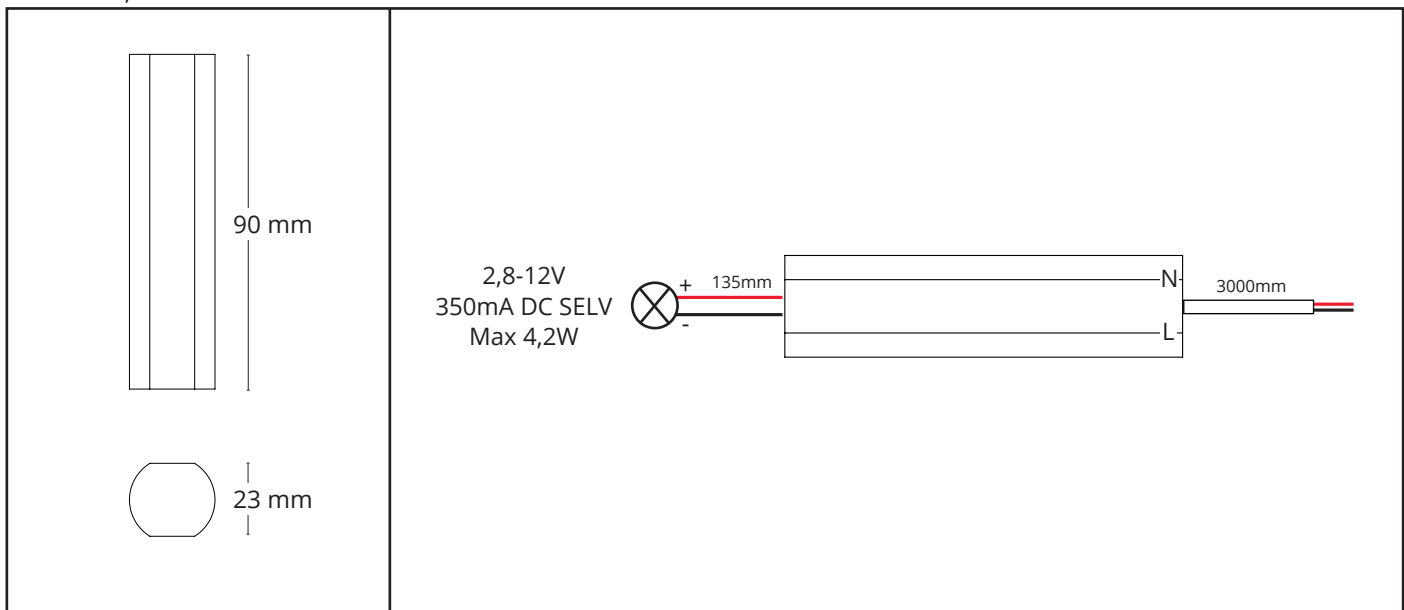 90 mm
23 mm
2,8-12V
350mA DC SELV
Max 4,2W
+
-
135mm
N
L
3000mm